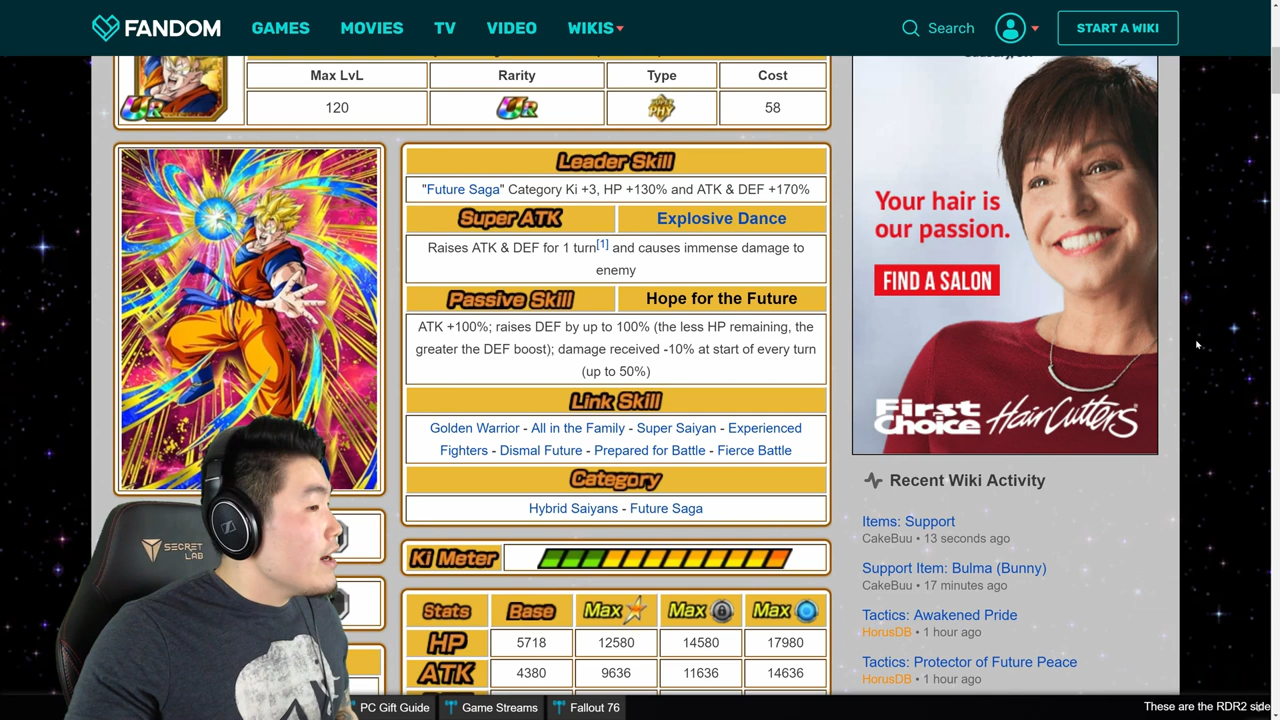 FANDOM
GAMES
MOVIES
TV
VIDEO
WIKIS
Search
START A WIKI
Max LvL
Rarity
Type
Cost
120
UR
SUPER PHY
58
UR
Leader Skill
"Future Saga" Category Ki +3, HP +130% and ATK & DEF +170%
Super ATK
Explosive Dance
Raises ATK & DEF for 1 turn[1] and causes immense damage to
enemy
Passive Skill
Hope for the Future
ATK +100%; raises DEF by up to 100% (the less HP remaining, the
greater the DEF boost); damage received -10% at start of every turn
(up to 50%)
Link Skill
Golden Warrior - All in the Family - Super Saiyan - Experienced
Fighters - Dismal Future - Prepared for Battle - Fierce Battle
Category
Hybrid Saiyans - Future Saga
Ki Meter
Stats
Base
Max
Max
Max
HP
5718
12580
14580
17980
ATK
4380
9636
11636
14636
Your hair is
our passion.
FIND A SALON
First
Choice
HairCutters
Recent Wiki Activity
Items: Support
CakeBuu • 13 seconds ago
Support Item: Bulma (Bunny)
CakeBuu • 17 minutes ago
Tactics: Awakened Pride
HorusDB • 1 hour ago
Tactics: Protector of Future Peace
HorusDB • 1 hour ago
SECRET
LAB
PC Gift Guide
Game Streams
Fallout 76
These are the RDR2 side